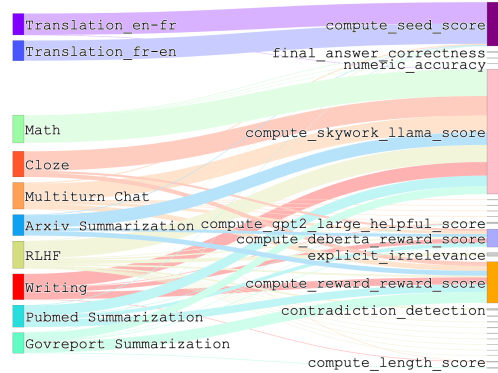 Translation_en-fr
Translation_fr-en
Math
Cloze
Multiturn Chat
Arxiv Summarization
RLHF
Writing
Pubmed Summarization
Govreport Summarization
compute_seed_score
final_answer_correctness
numeric_accuracy
compute_skywork_llama_score
compute_gpt2_large_helpful_score
compute_deberta_reward_score
explicit_irrelevance
compute_reward_reward_score
contradiction_detection
compute_length_score